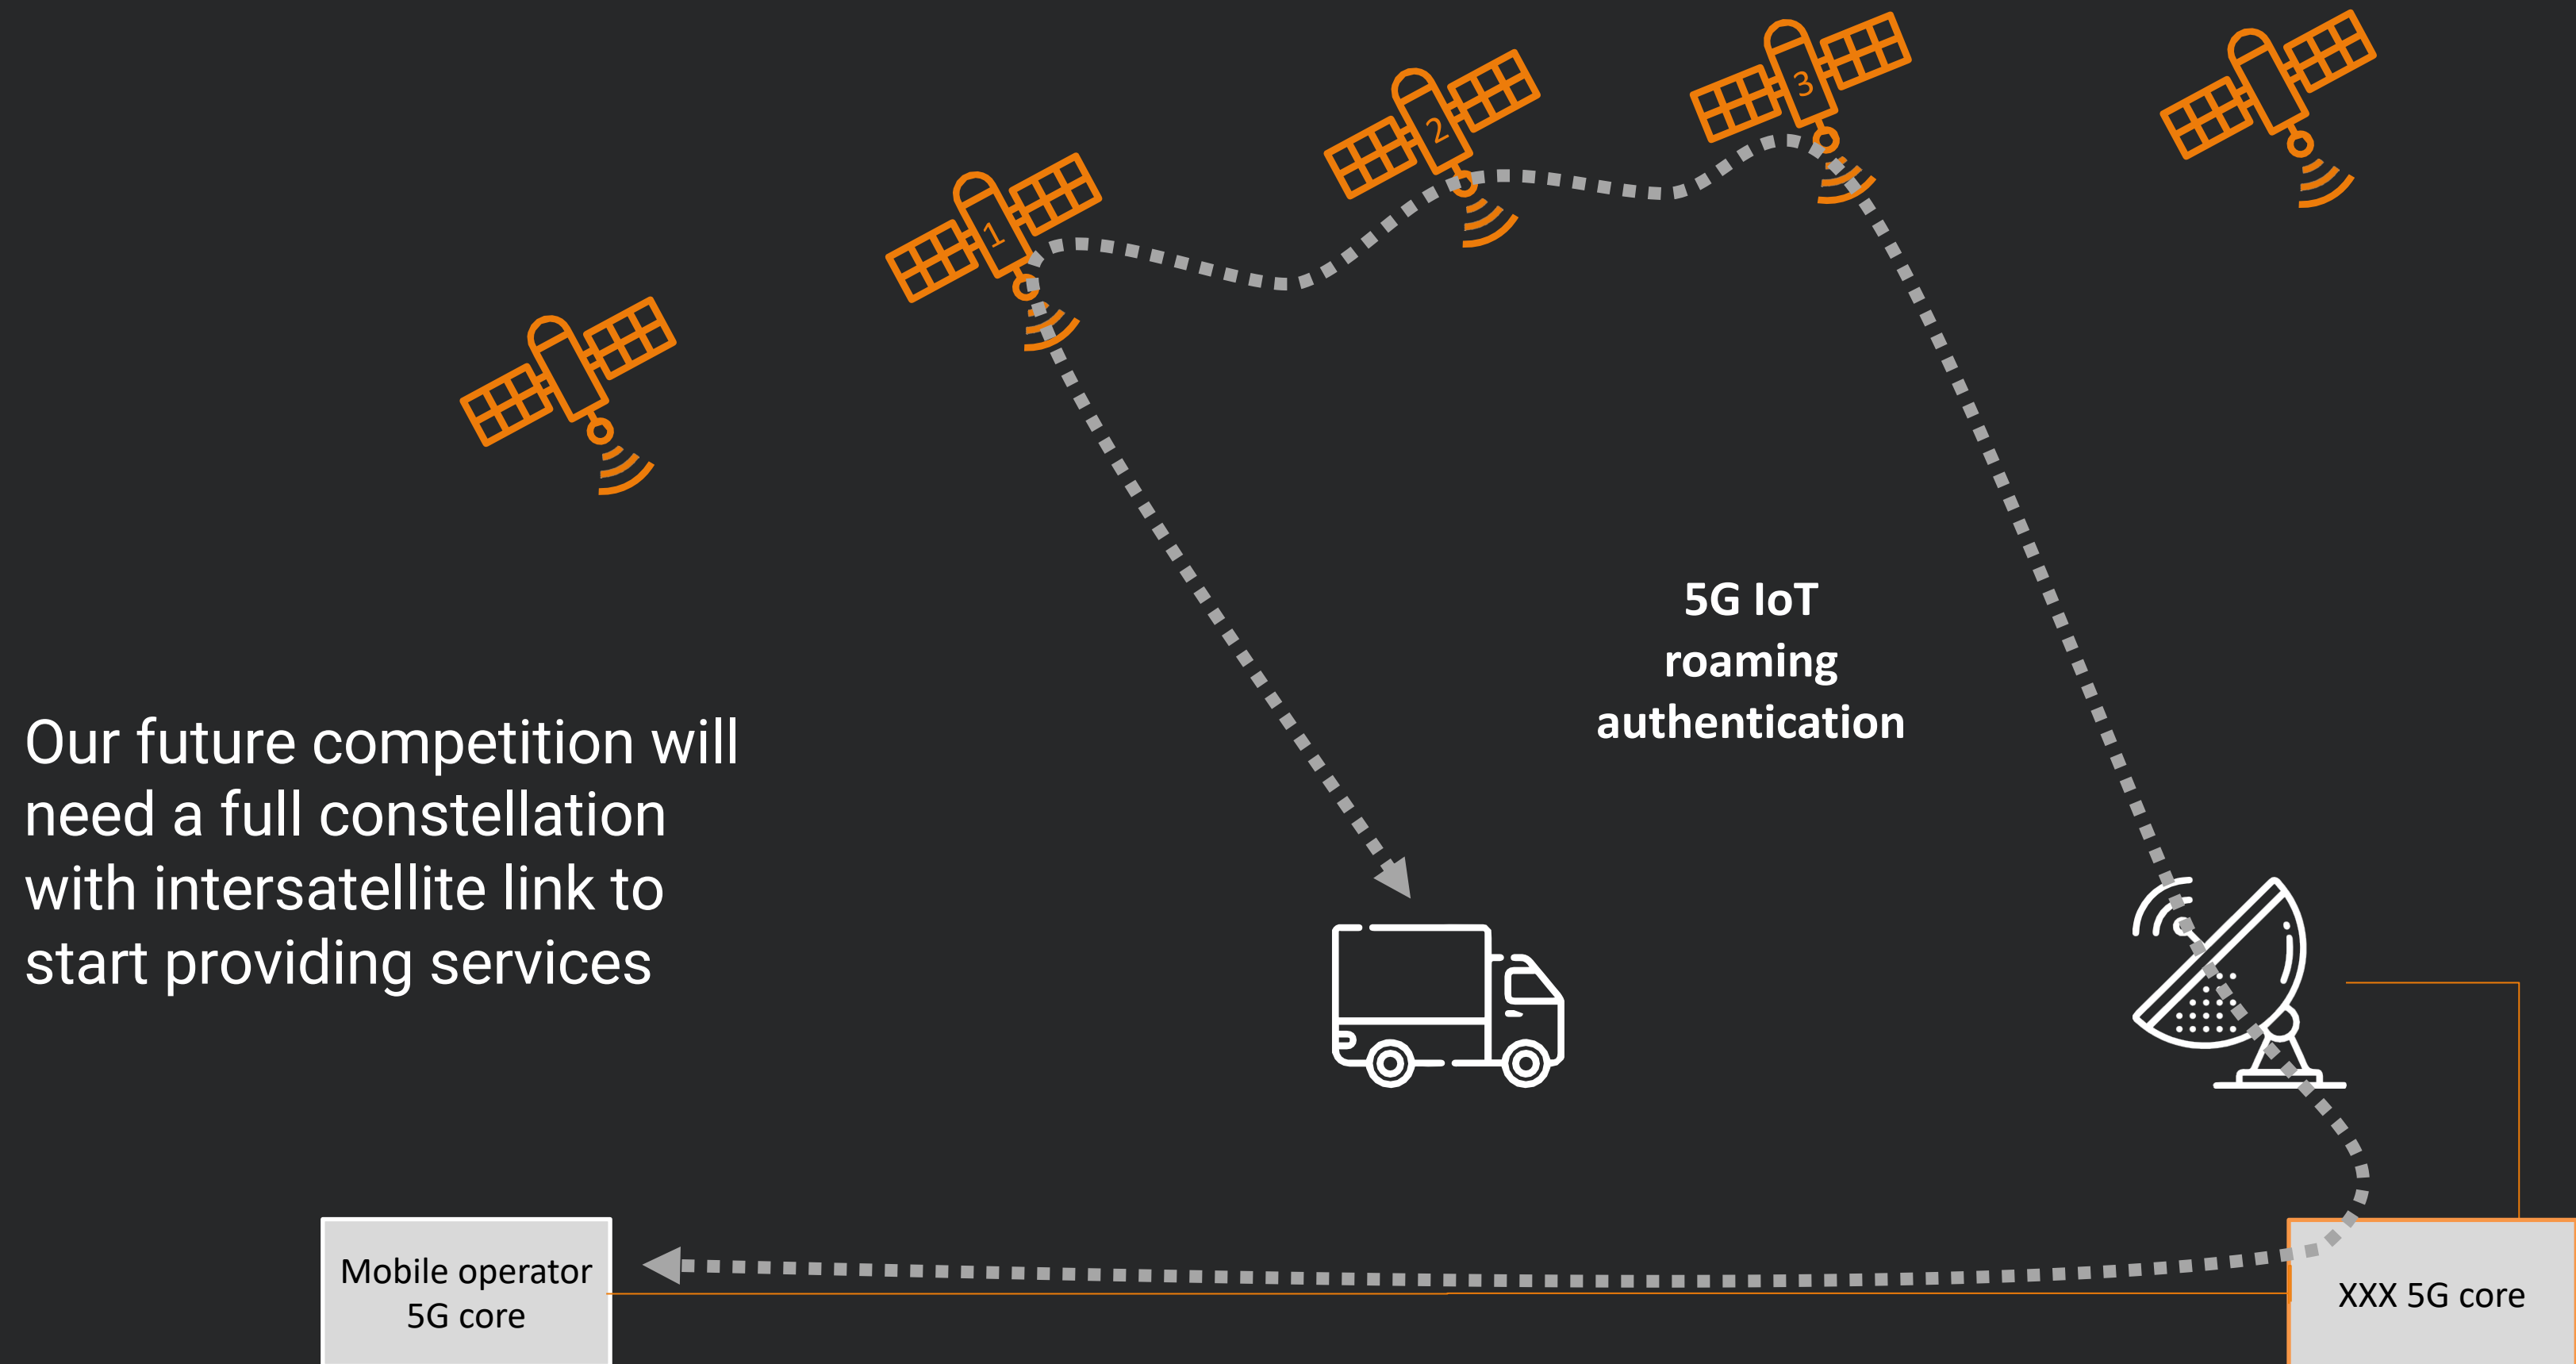 1
2
3
5G IoT
roaming
authentication
Our future competition will
need a full constellation
with intersatellite link to
start providing services
Mobile operator
5G core
XXX 5G core